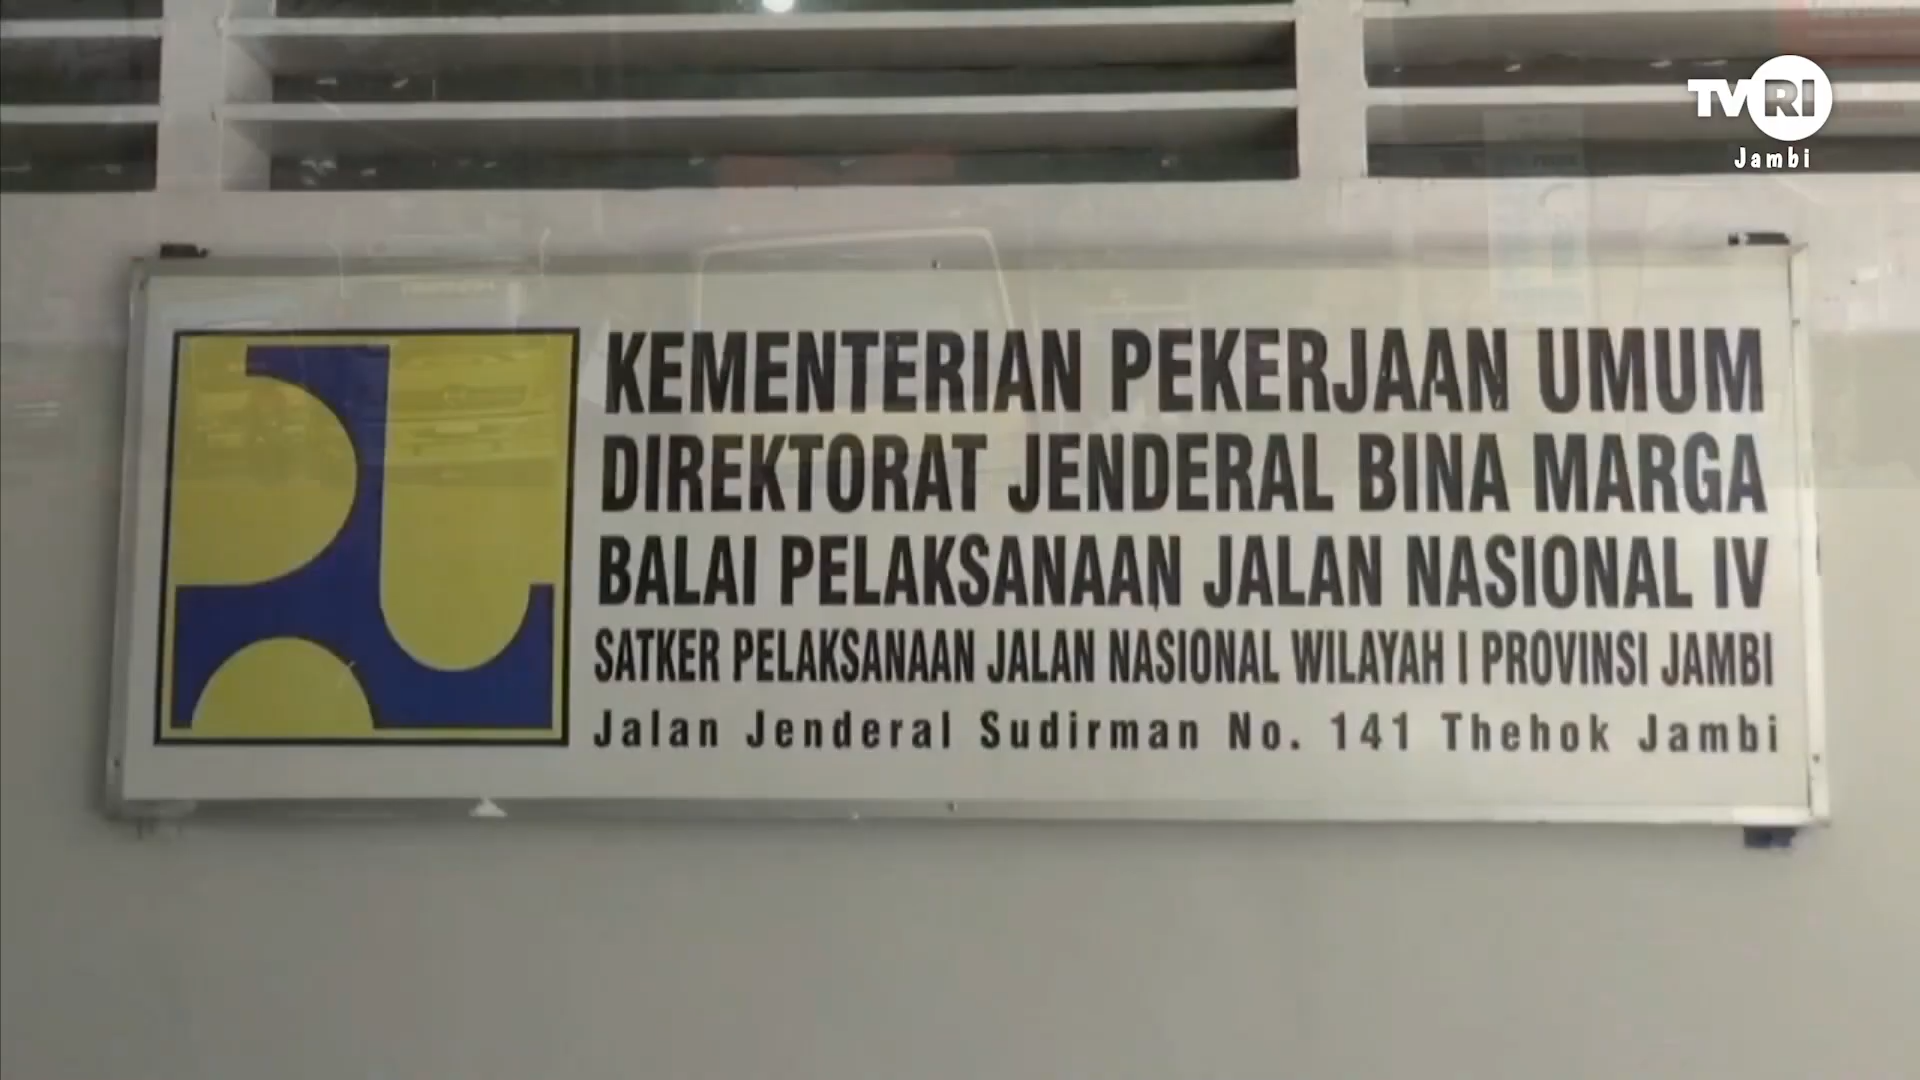 TVRI
Jambi
KEMENTERIAN PEKERJAAN UMUM
DIREKTORAT JENDERAL BINA MARGA
BALAI PELAKSANAAN JALAN NASIONAL IV
SATKER PELAKSANAAN JALAN NASIONAL WILAYAH I PROVINSI JAMBI
Jalan Jenderal Sudirman No. 141 Thehok Jambi